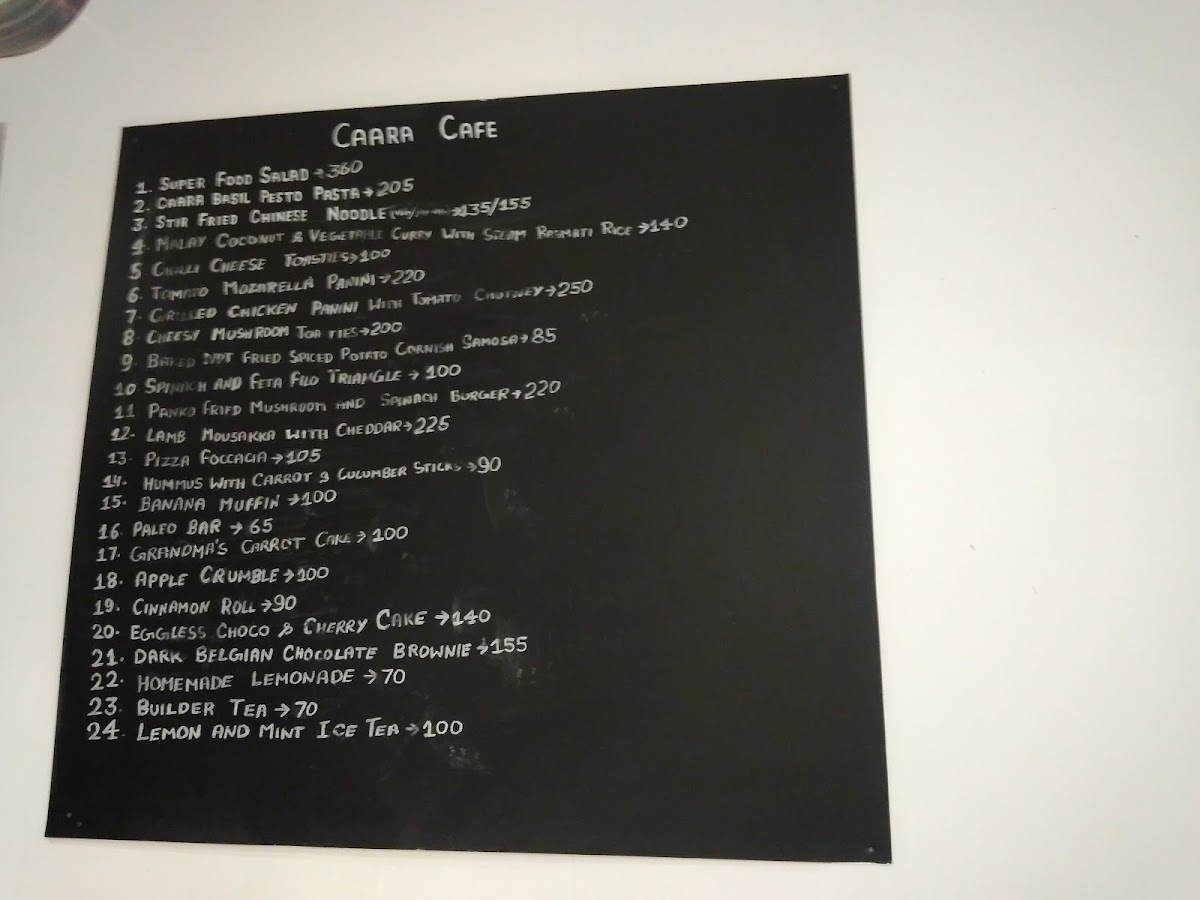 CAARA CAFE
1. SUPER FOOD SALAD → 360
2. CAARA BASIL PESTO PASTA → 205
3. STIR FRIED CHINESE NOODLE → 135/155
4. MALAY COCONUT & VEGETABLE CURRY WITH STEAM BASMATI RICE → 140
5 CHILLI CHEESE TOASTIES → 100
6. TOMATO MOZARELLA PANINI → 220
7. GRILLED CHICKEN PANINI WITH TOMATO CHUTNEY → 250
8. CHEESY MUSHROOM TOASTIES → 200
9. BAKED NOT FRIED SPICED POTATO CORNISH SAMOSA → 85
10 SPINACH AND FETA FILO TRIANGLE → 100
11 PANKO FRIED MUSHROOM AND SPINACH BURGER → 220
12. LAMB MOUSAKKA WITH CHEDDAR → 225
13. PIZZA FOCCACIA → 105
14. HUMMUS WITH CARROT & CUCUMBER STICKS → 90
15. BANANA MUFFIN → 100
16. PALEO BAR → 65
17. GRANDMA'S CARROT CAKE → 100
18. APPLE CRUMBLE → 100
19. CINNAMON ROLL → 90
20. EGGLESS CHOCO & CHERRY CAKE → 140
21. DARK BELGIAN CHOCOLATE BROWNIE → 155
22. HOMEMADE LEMONADE → 70
23. BUILDER TEA → 70
24. LEMON AND MINT ICE TEA → 100